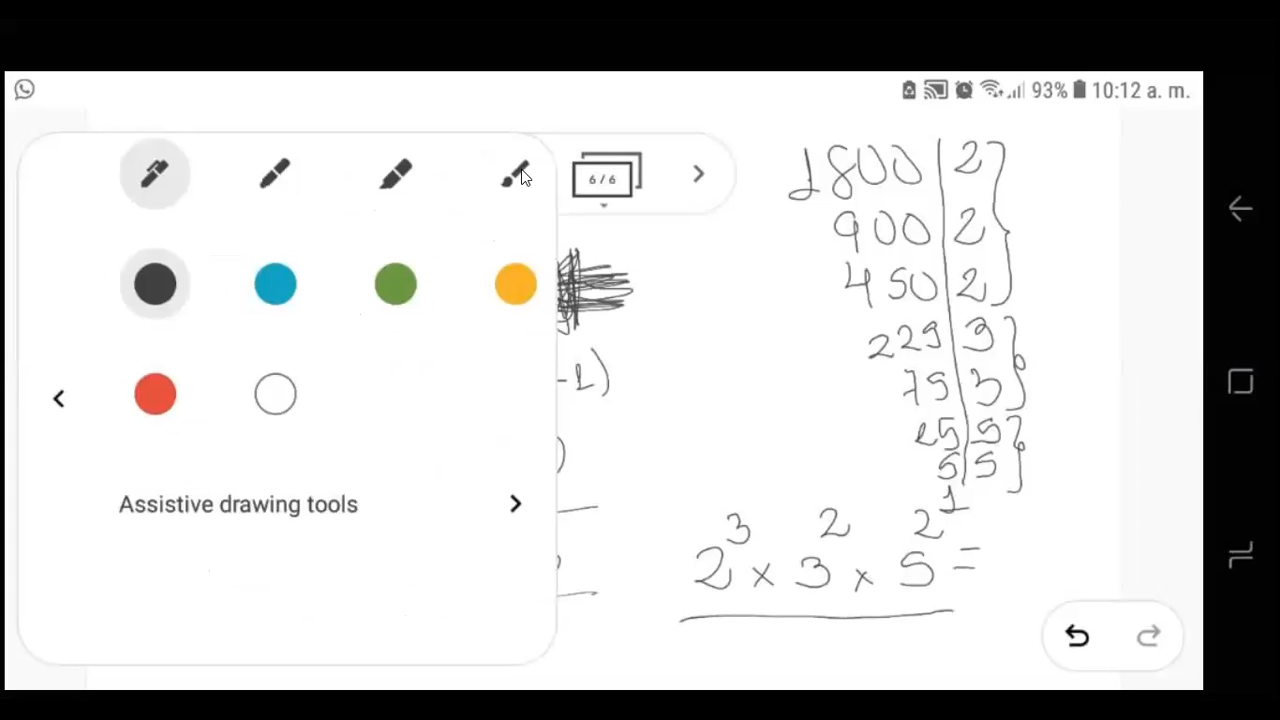 93% 10:12 a. m.
6 / 6
1800 | 2
900 | 2
450 | 2
225 | 3
75 | 3
25 | 5
5 | 5
1
-1)
)
Assistive drawing tools
2³ x 3² x 5² =